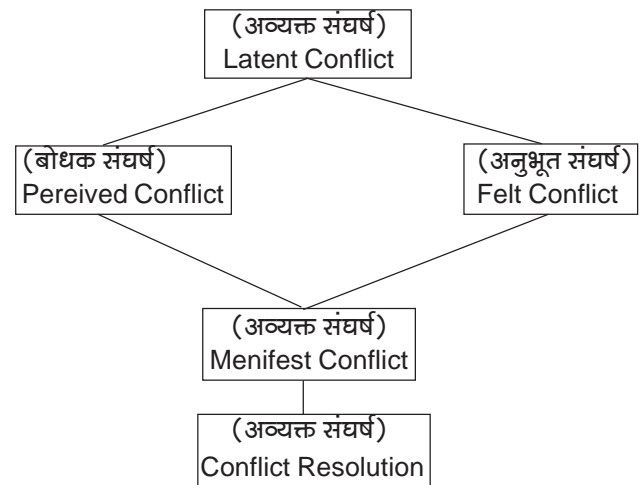 (अव्यक्त संघर्ष)
Latent Conflict
(बोधक संघर्ष)
Pereived Conflict
(अनुभूत संघर्ष)
Felt Conflict
(अव्यक्त संघर्ष)
Menifest Conflict
(अव्यक्त संघर्ष)
Conflict Resolution